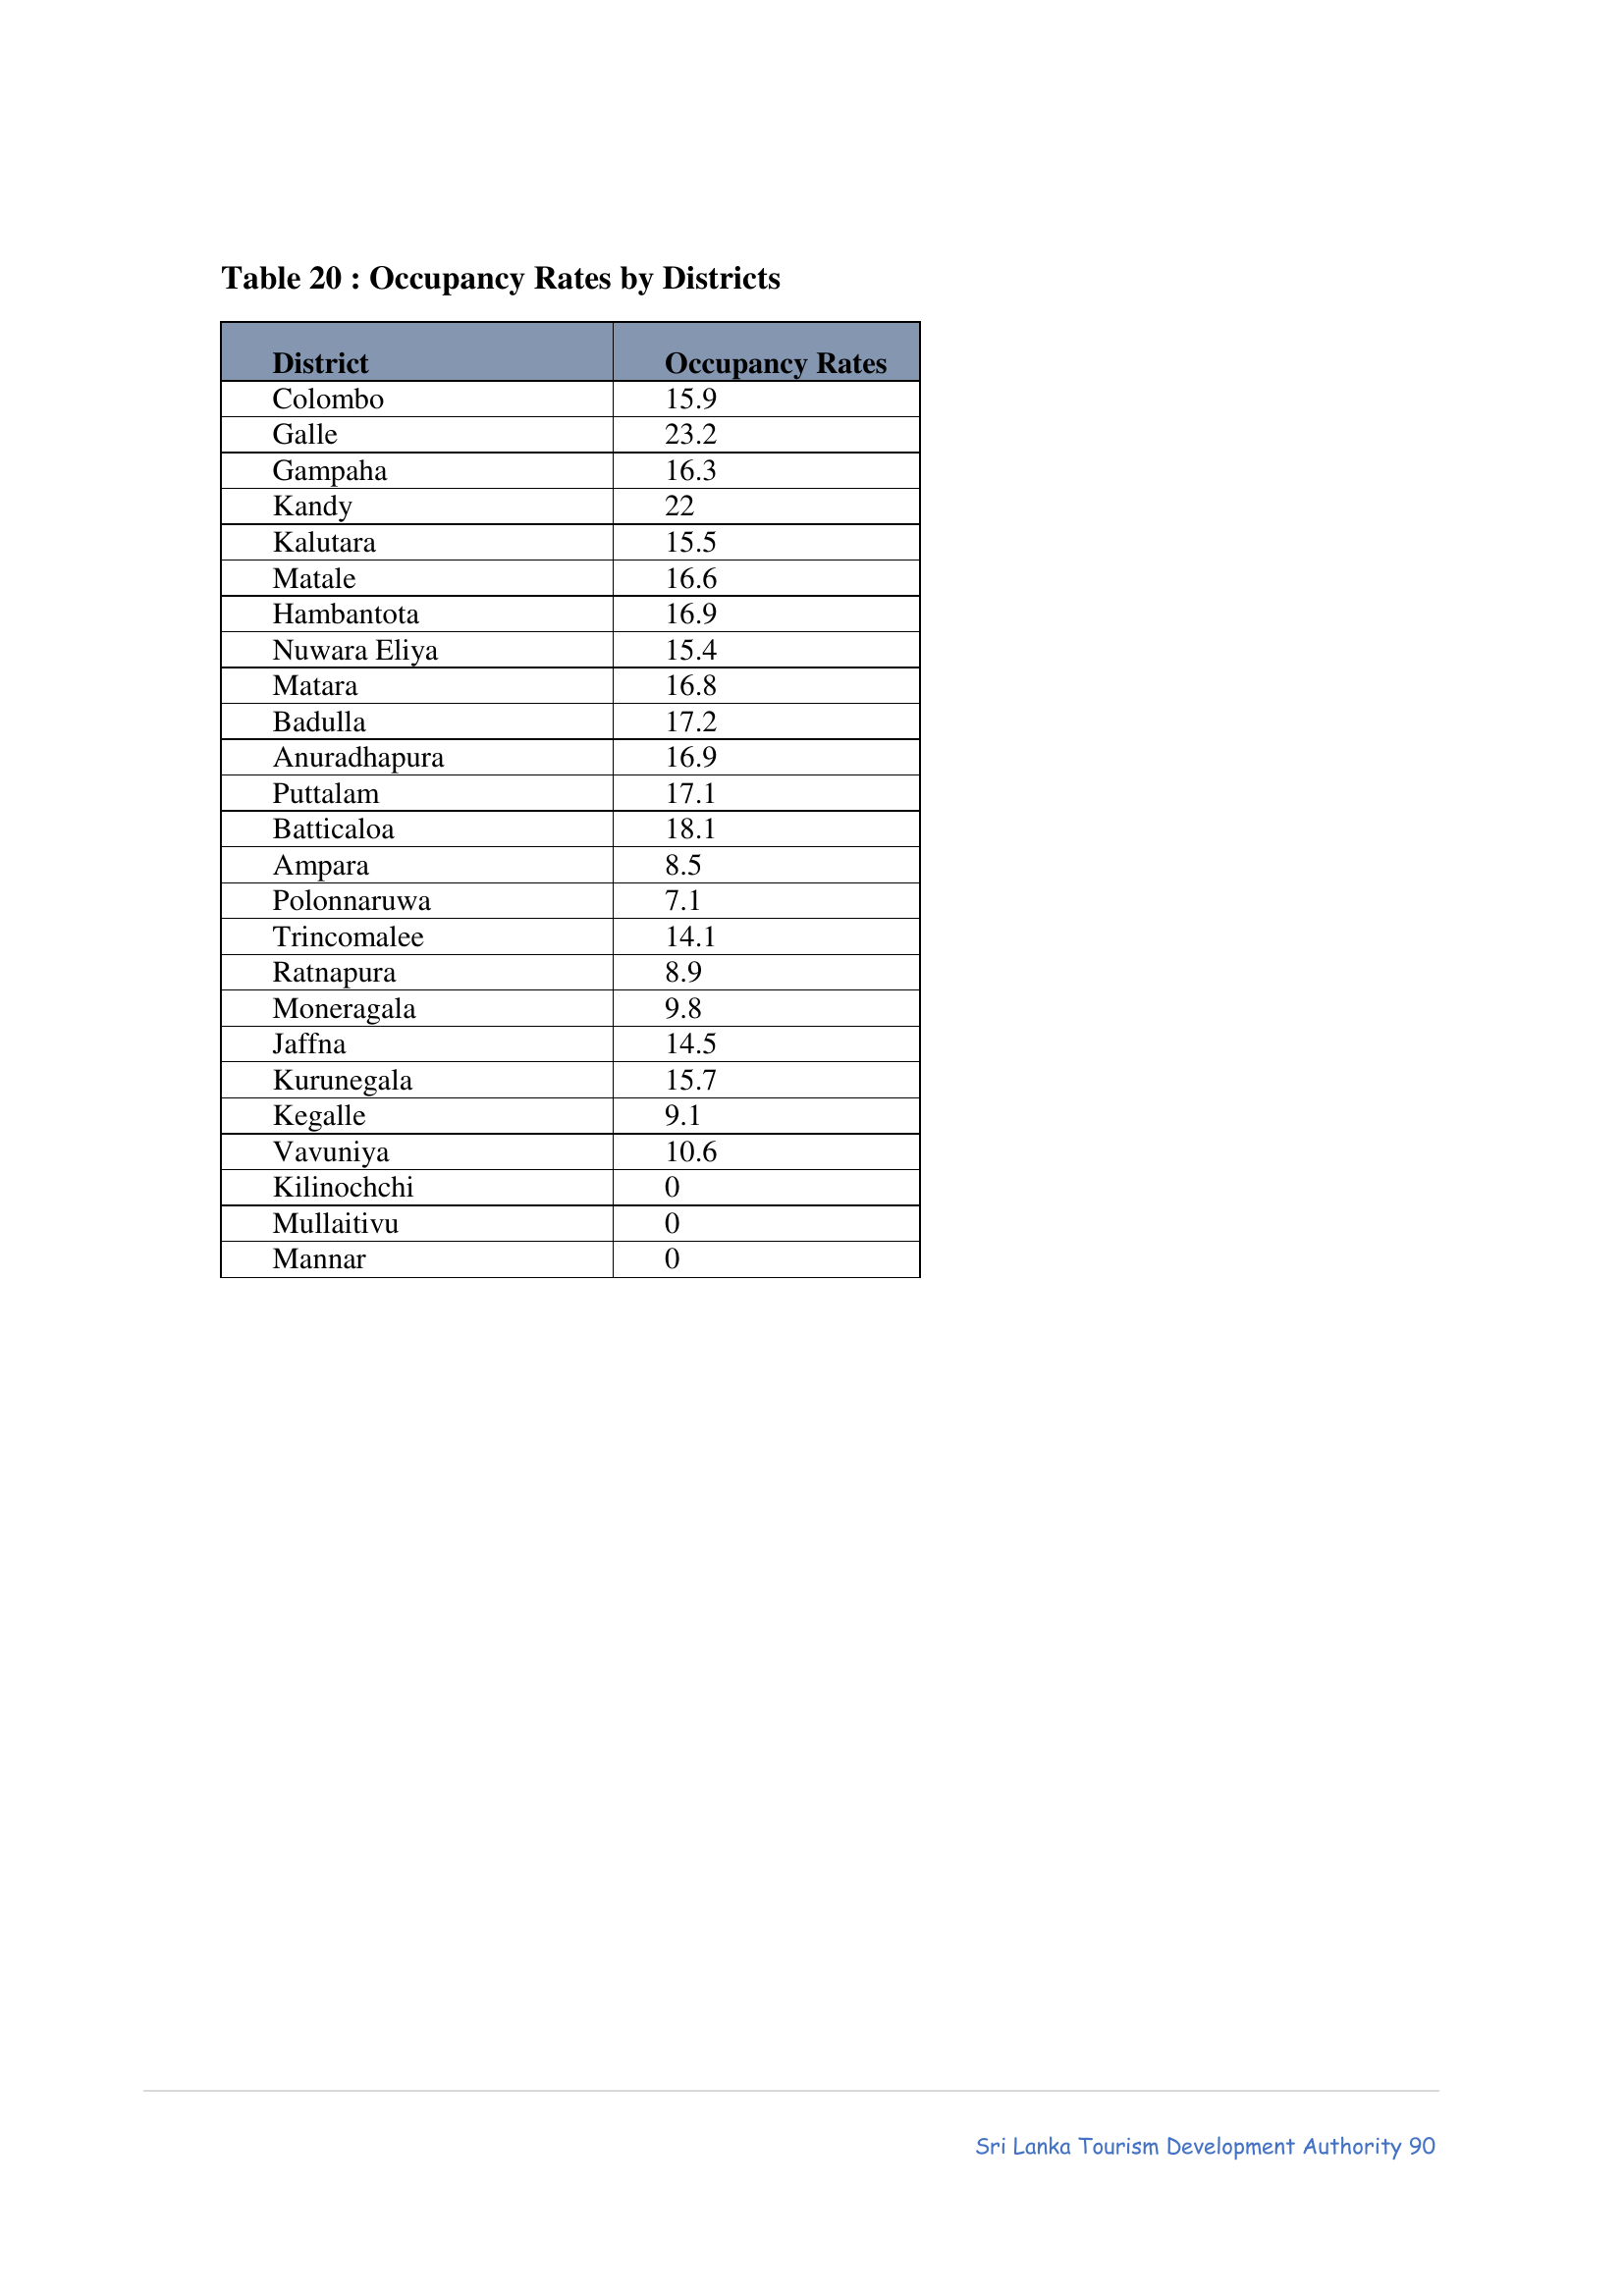 Table 20 : Occupancy Rates by Districts
District Occupancy Rates
Colombo 15.9
Galle 23.2
Gampaha 16.3
Kandy 22
Kalutara 15.5
Matale 16.6
Hambantota 16.9
Nuwara Eliya 15.4
Matara 16.8
Badulla 17.2
Anuradhapura 16.9
Puttalam 17.1
Batticaloa 18.1
Ampara 8.5
Polonnaruwa 7.1
Trincomalee 14.1
Ratnapura 8.9
Moneragala 9.8
Jaffna 14.5
Kurunegala 15.7
Kegalle 9.1
Vavuniya 10.6
Kilinochchi 0
Mullaitivu 0
Mannar 0
Sri Lanka Tourism Development Authority 90